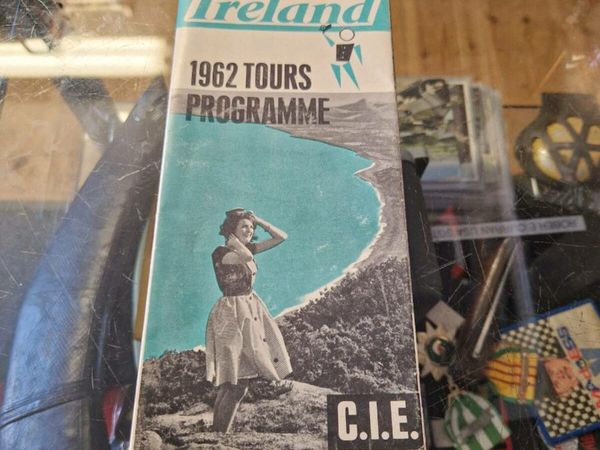 Ireland
1962 TOURS
PROGRAMME
C.I.E.